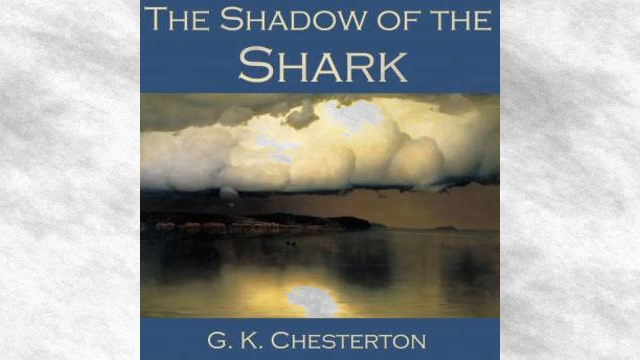 The Shadow of the
Shark
G. K. Chesterton